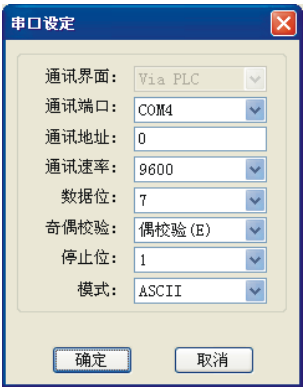 串口设定
通讯界面： Via PLC
通讯端口： COM4
通讯地址： 0
通讯速率： 9600
数据位： 7
奇偶校验： 偶校验(E)
停止位： 1
模式： ASCII
确定 取消